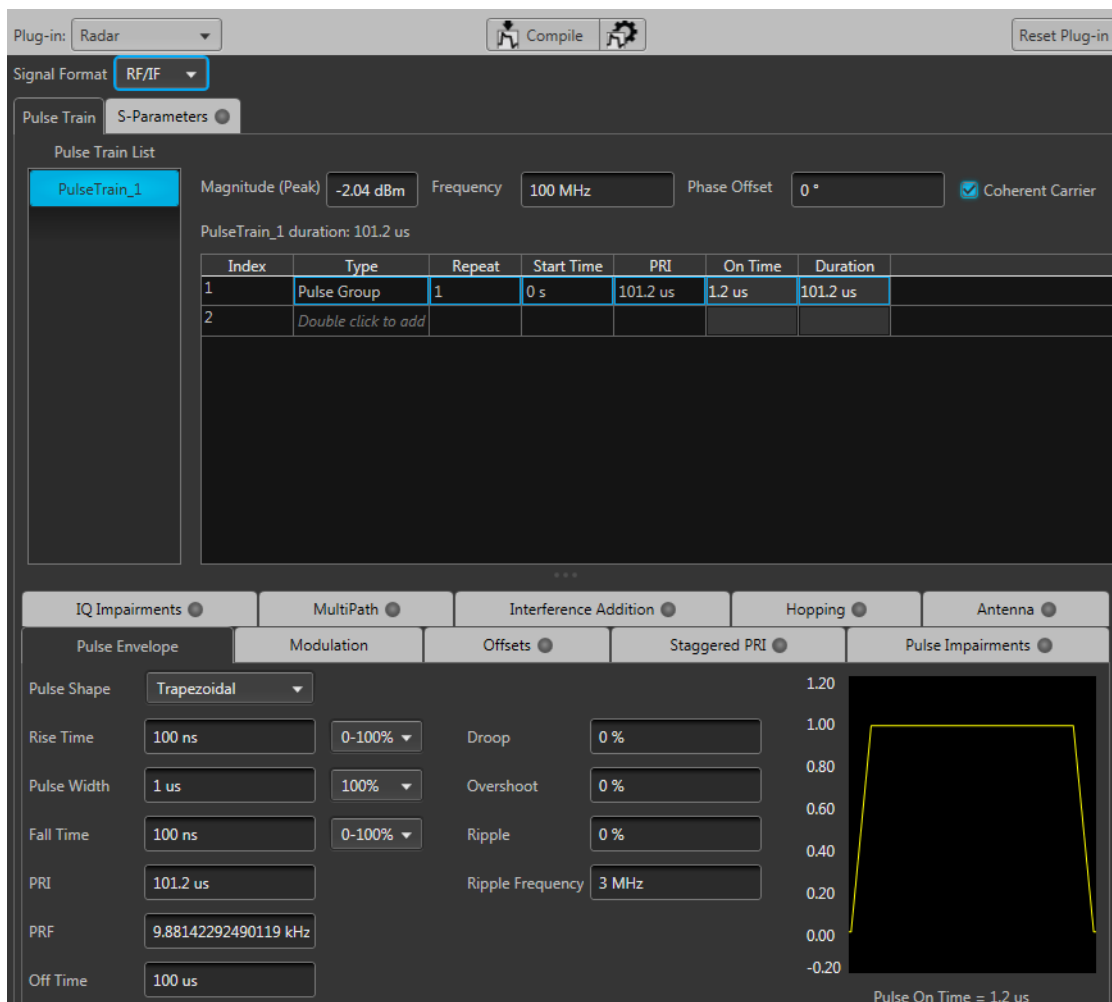 Plug-in: Radar Compile Reset Plug-in
Signal Format RF/IF
Pulse Train S-Parameters
Pulse Train List
PulseTrain_1 Magnitude (Peak) -2.04 dBm Frequency 100 MHz Phase Offset 0 ° Coherent Carrier
PulseTrain_1 duration: 101.2 us
Index Type Repeat Start Time PRI On Time Duration
1 Pulse Group 1 0 s 101.2 us 1.2 us 101.2 us
2 Double click to add
IQ Impairments MultiPath Interference Addition Hopping Antenna
Pulse Envelope Modulation Offsets Staggered PRI Pulse Impairments
Pulse Shape Trapezoidal 1.20
Rise Time 100 ns 0-100% Droop 0 % 1.00
0.80
Pulse Width 1 us 100% Overshoot 0 %
0.60
Fall Time 100 ns 0-100% Ripple 0 %
0.40
PRI 101.2 us Ripple Frequency 3 MHz 0.20
PRF 9.88142292490119 kHz 0.00
-0.20
Off Time 100 us
Pulse On Time = 1.2 us